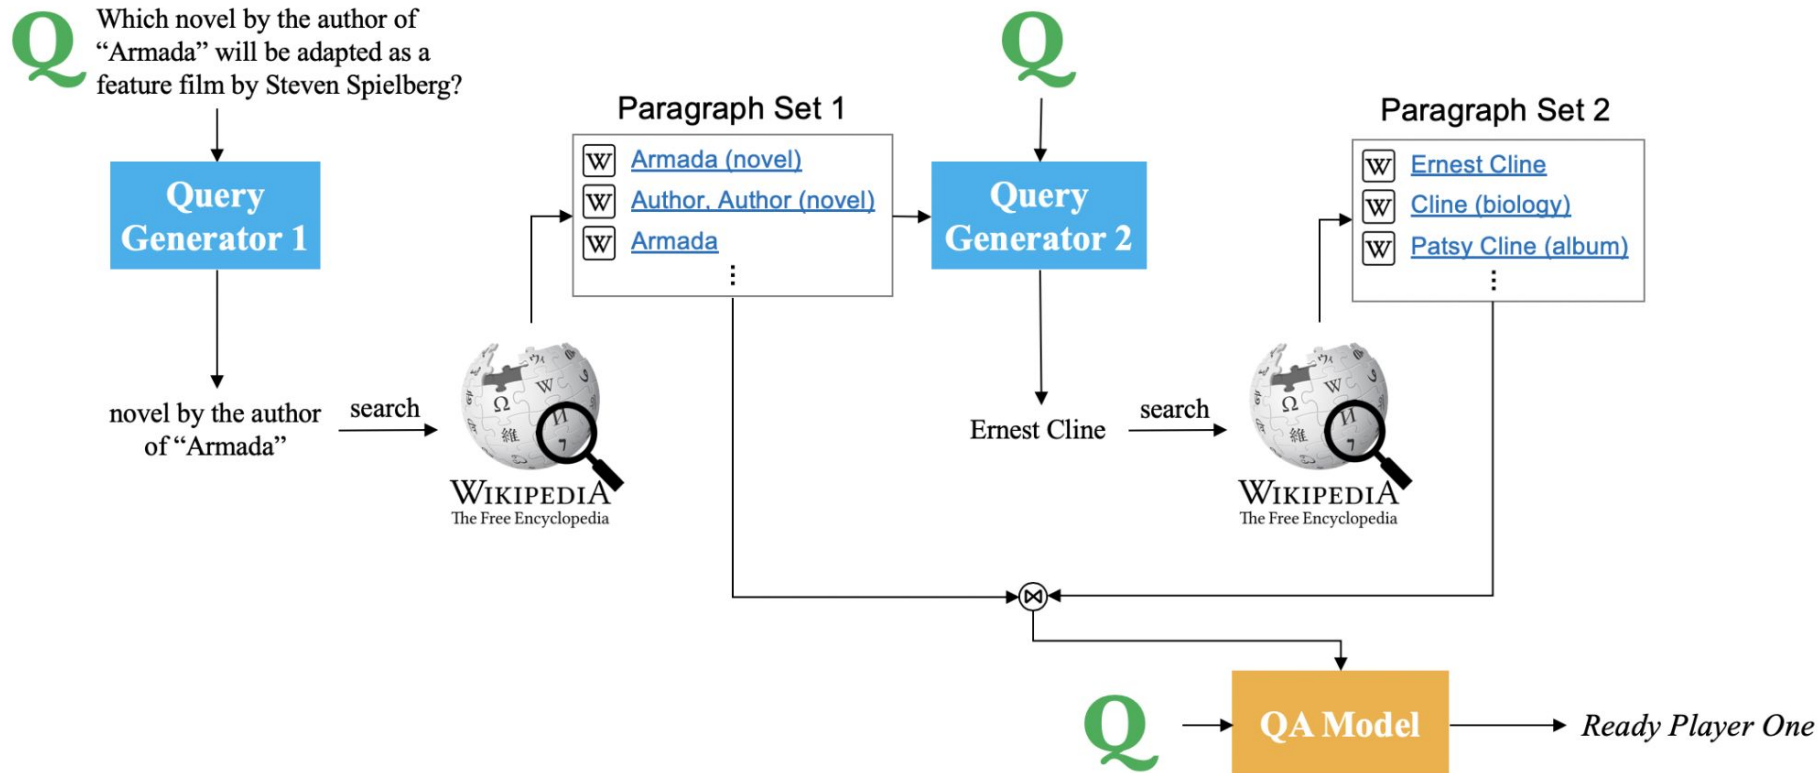 Q
Which novel by the author of
“Armada” will be adapted as a
feature film by Steven Spielberg?
Query
Generator 1
novel by the author
of “Armada”
search
WIKIPEDIA
The Free Encyclopedia
Paragraph Set 1
W Armada (novel)
W Author, Author (novel)
W Armada
⋮
Q
Query
Generator 2
Ernest Cline
search
WIKIPEDIA
The Free Encyclopedia
Paragraph Set 2
W Ernest Cline
W Cline (biology)
W Patsy Cline (album)
⋮
⋈
Q
QA Model
Ready Player One